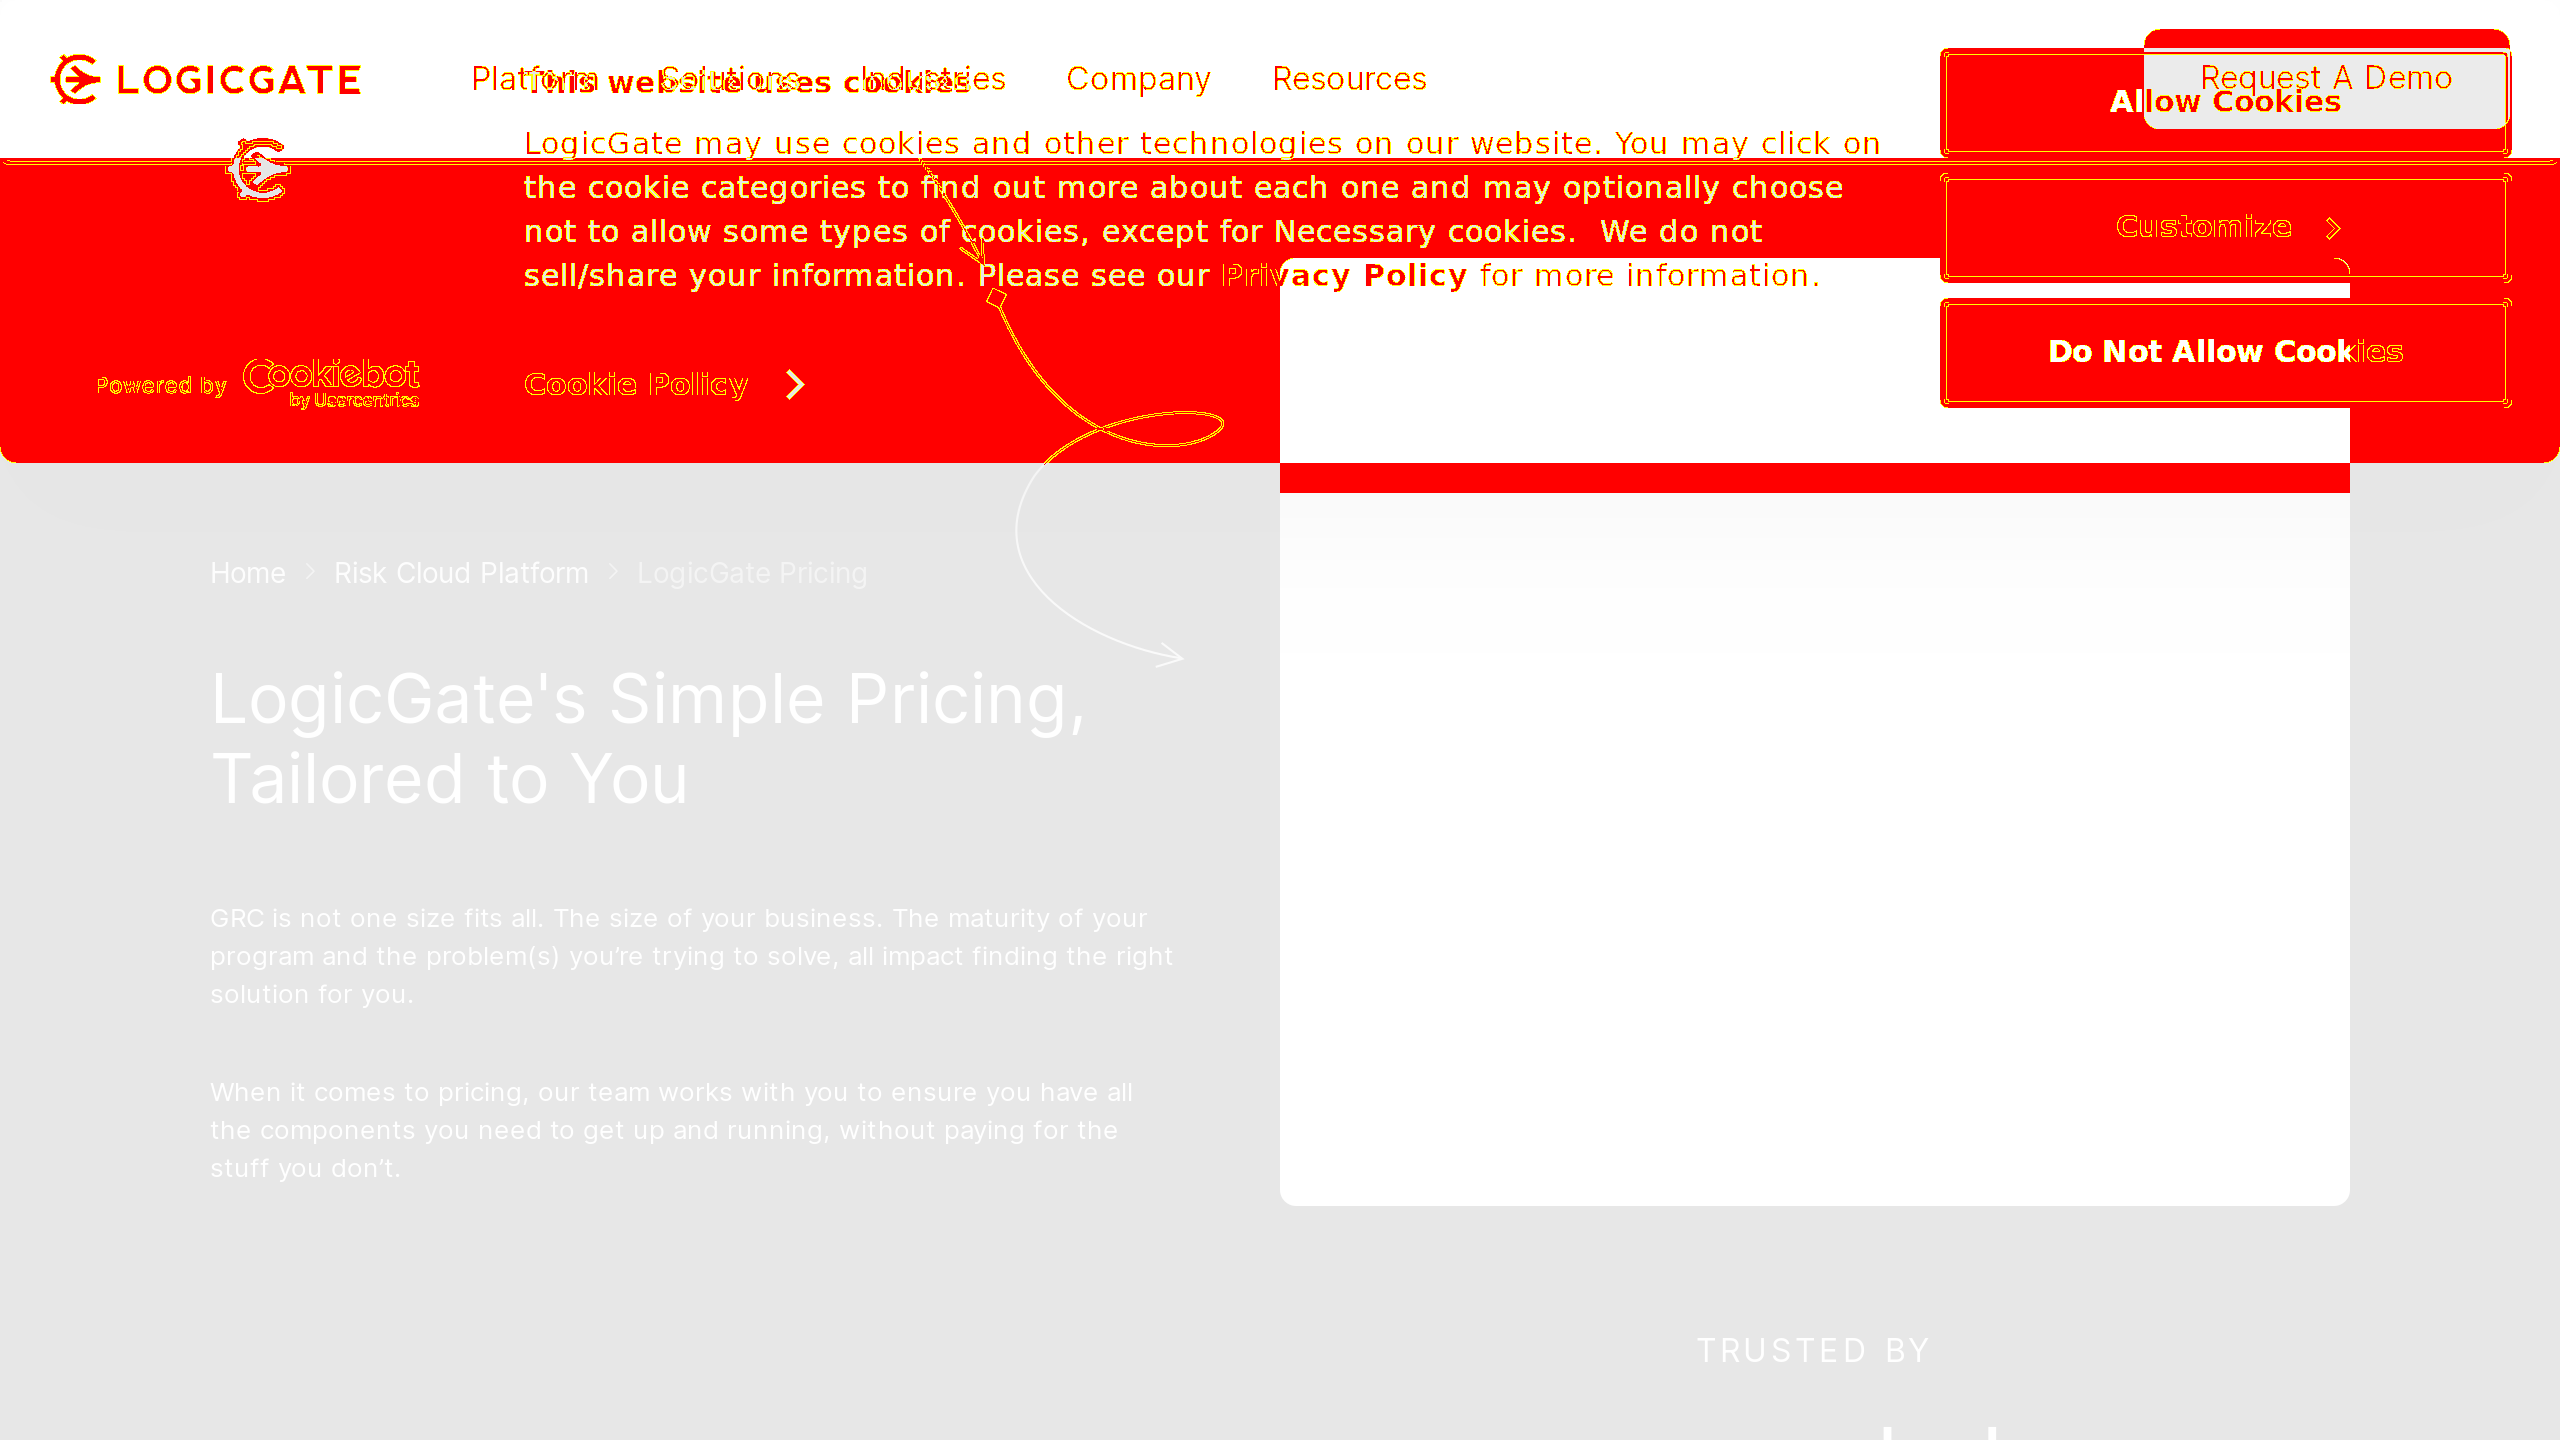 LOGICGATE
Platform Solutions Industries Company Resources
Request A Demo
This website uses cookies
LogicGate may use cookies and other technologies on our website. You may click on
the cookie categories to find out more about each one and may optionally choose
not to allow some types of cookies, except for Necessary cookies. We do not
sell/share your information. Please see our Privacy Policy for more information.
Allow Cookies
Customize
Do Not Allow Cookies
Powered by Cookiebot
by Usercentrics
Cookie Policy
Home Risk Cloud Platform LogicGate Pricing
LogicGate's Simple Pricing,
Tailored to You
GRC is not one size fits all. The size of your business. The maturity of your
program and the problem(s) you’re trying to solve, all impact finding the right
solution for you.
When it comes to pricing, our team works with you to ensure you have all
the components you need to get up and running, without paying for the
stuff you don’t.
TRUSTED BY